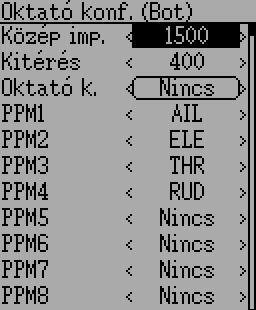 Oktató konf. (Bot)
Közép imp. < 1500 >
Kitérés < 400 >
Oktató k. < Nincs >
PPM1 < AIL >
PPM2 < ELE >
PPM3 < THR >
PPM4 < RUD >
PPM5 < Nincs >
PPM6 < Nincs >
PPM7 < Nincs >
PPM8 < Nincs >